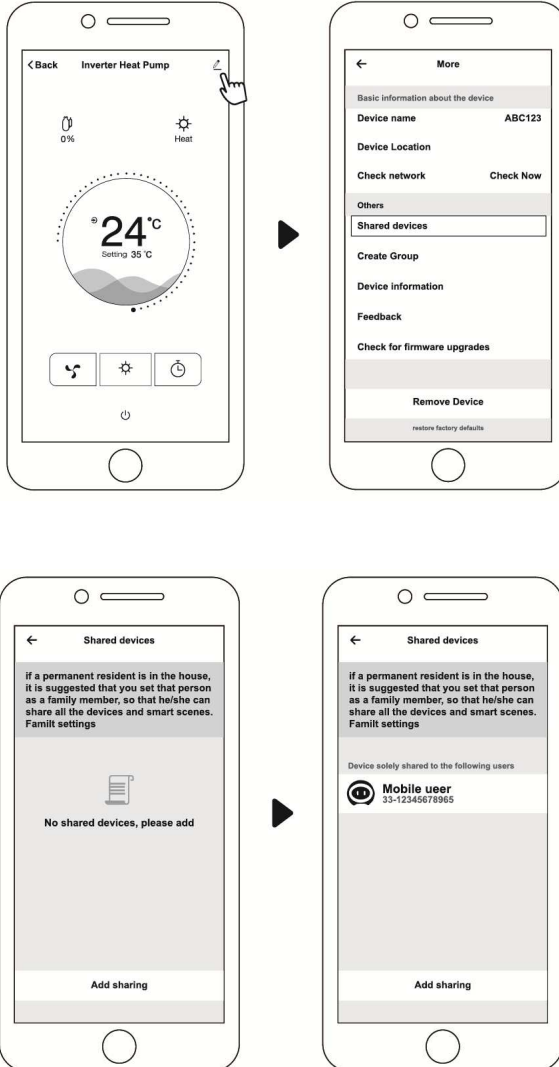 Back Inverter Heat Pump
0%
Heat
24°C
Setting 35 °C
More
Basic information about the device
Device name ABC123
Device Location
Check network Check Now
Others
Shared devices
Create Group
Device information
Feedback
Check for firmware upgrades
Remove Device
restore factory defaults
Shared devices
if a permanent resident is in the house,
it is suggested that you set that person
as a family member, so that he/she can
share all the devices and smart scenes.
Familt settings
No shared devices, please add
Add sharing
Shared devices
if a permanent resident is in the house,
it is suggested that you set that person
as a family member, so that he/she can
share all the devices and smart scenes.
Familt settings
Device solely shared to the following users
Mobile ueer
33-12345678965
Add sharing